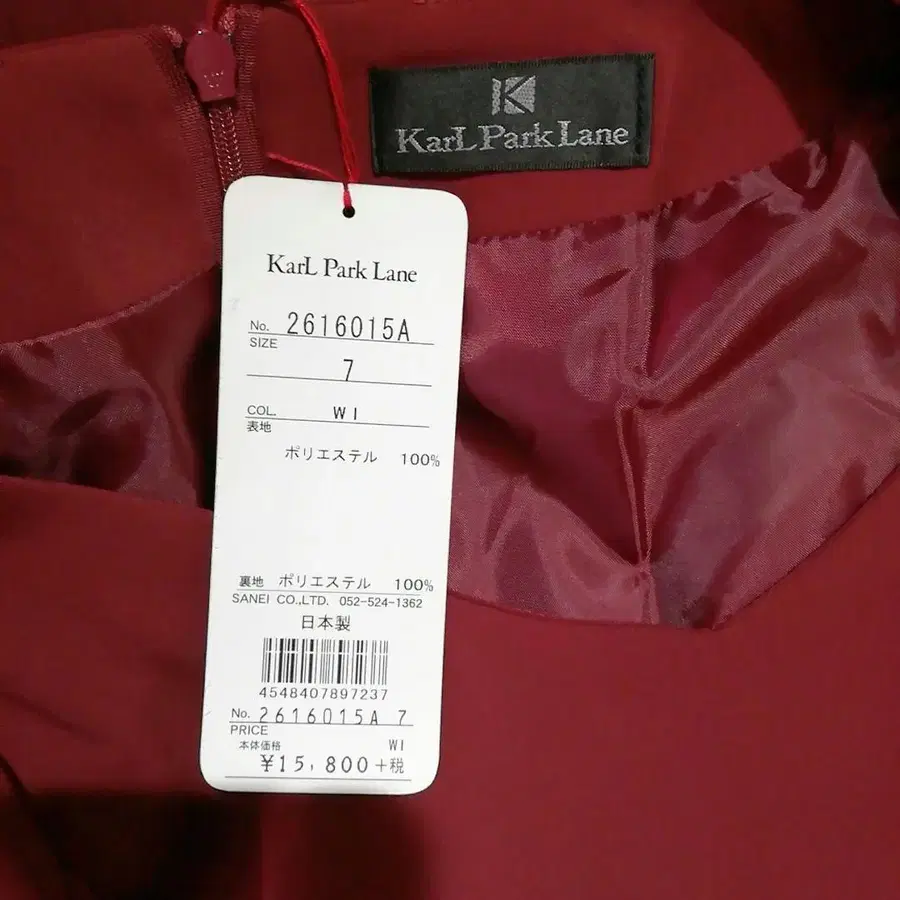 K
KarL Park Lane
KarL Park Lane
No. 2616015A
SIZE
7
COL. WI
表地
ポリエステル 100%
裏地 ポリエステル 100%
SANEI CO.,LTD. 052-524-1362
日本製
4548407897237
No. 2616015A 7
PRICE
本体価格 WI
¥15,800+税